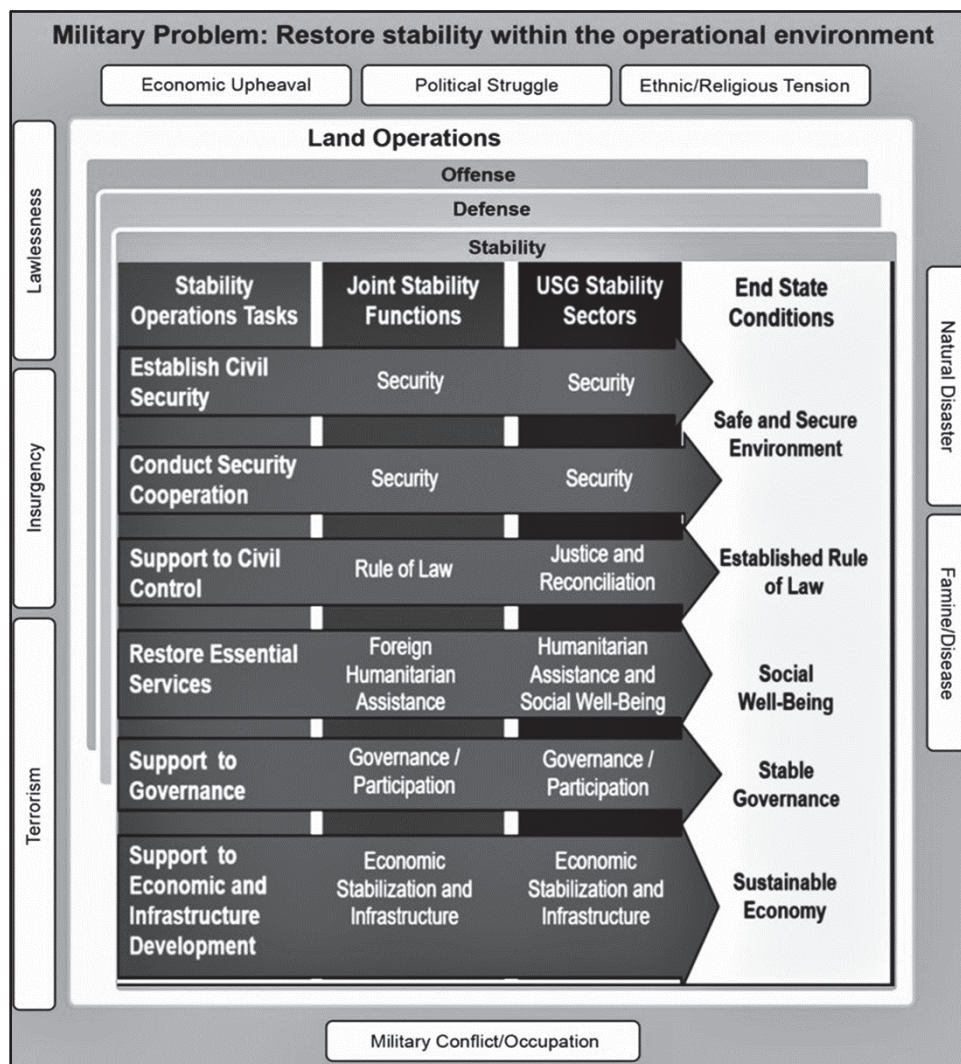 Military Problem: Restore stability within the operational environment
Economic Upheaval
Political Struggle
Ethnic/Religious Tension
Lawlessness
Insurgency
Terrorism
Land Operations
Offense
Defense
Stability
Stability
Operations Tasks
Joint Stability
Functions
USG Stability
Sectors
End State
Conditions
Establish Civil
Security
Security
Security
Safe and Secure
Environment
Conduct Security
Cooperation
Security
Security
Support to Civil
Control
Rule of Law
Justice and
Reconciliation
Established Rule
of Law
Restore Essential
Services
Foreign
Humanitarian
Assistance
Humanitarian
Assistance and
Social Well-Being
Social
Well-Being
Support to
Governance
Governance /
Participation
Governance /
Participation
Stable
Governance
Support to
Economic and
Infrastructure
Development
Economic
Stabilization and
Infrastructure
Economic
Stabilization and
Infrastructure
Sustainable
Economy
Natural Disaster
Famine/Disease
Military Conflict/Occupation